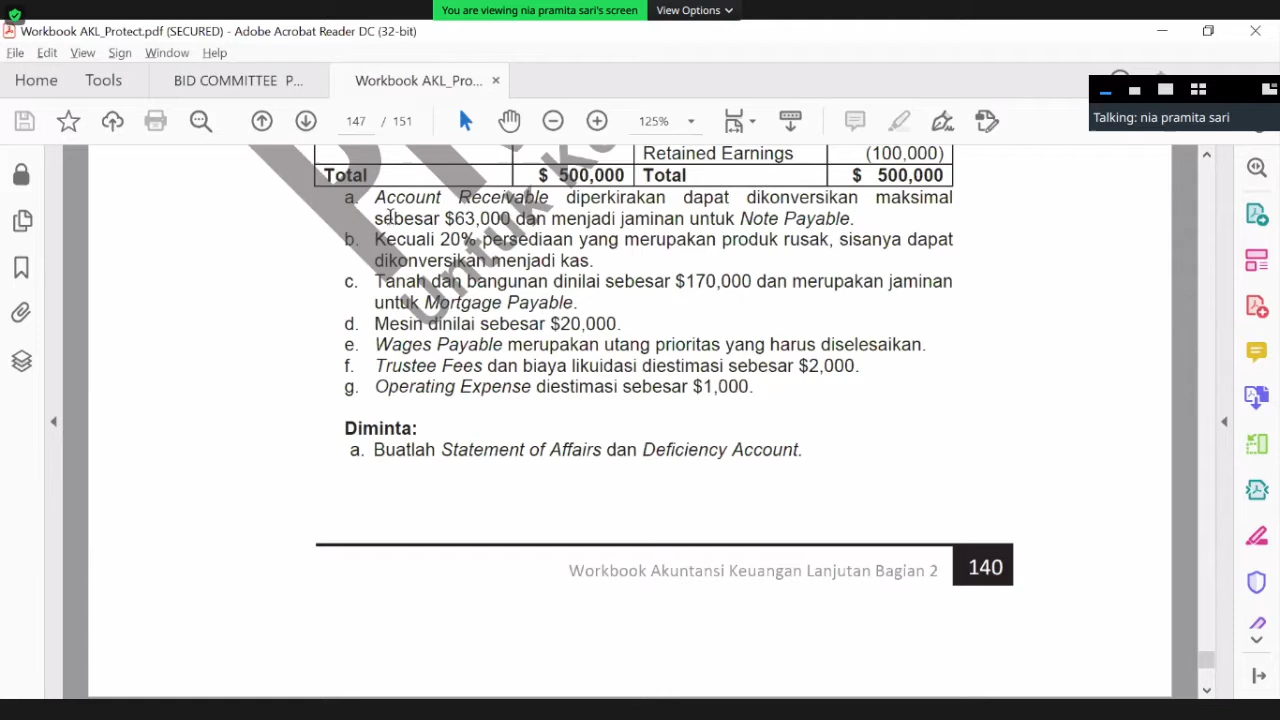 You are viewing nia pramita sari's screen View Options
Workbook AKL_Protect.pdf (SECURED) - Adobe Acrobat Reader DC (32-bit)
File Edit View Sign Window Help
Home Tools BID COMMITTEE P... Workbook AKL_Pro... ×
147 / 151 125%
Talking: nia pramita sari
Retained Earnings (100,000)
Total $ 500,000 Total $ 500,000
a. Account Receivable diperkirakan dapat dikonversikan maksimal
sebesar $63,000 dan menjadi jaminan untuk Note Payable.
b. Kecuali 20% persediaan yang merupakan produk rusak, sisanya dapat
dikonversikan menjadi kas.
c. Tanah dan bangunan dinilai sebesar $170,000 dan merupakan jaminan
untuk Mortgage Payable.
d. Mesin dinilai sebesar $20,000.
e. Wages Payable merupakan utang prioritas yang harus diselesaikan.
f. Trustee Fees dan biaya likuidasi diestimasi sebesar $2,000.
g. Operating Expense diestimasi sebesar $1,000.
Diminta:
a. Buatlah Statement of Affairs dan Deficiency Account.
Workbook Akuntansi Keuangan Lanjutan Bagian 2 140